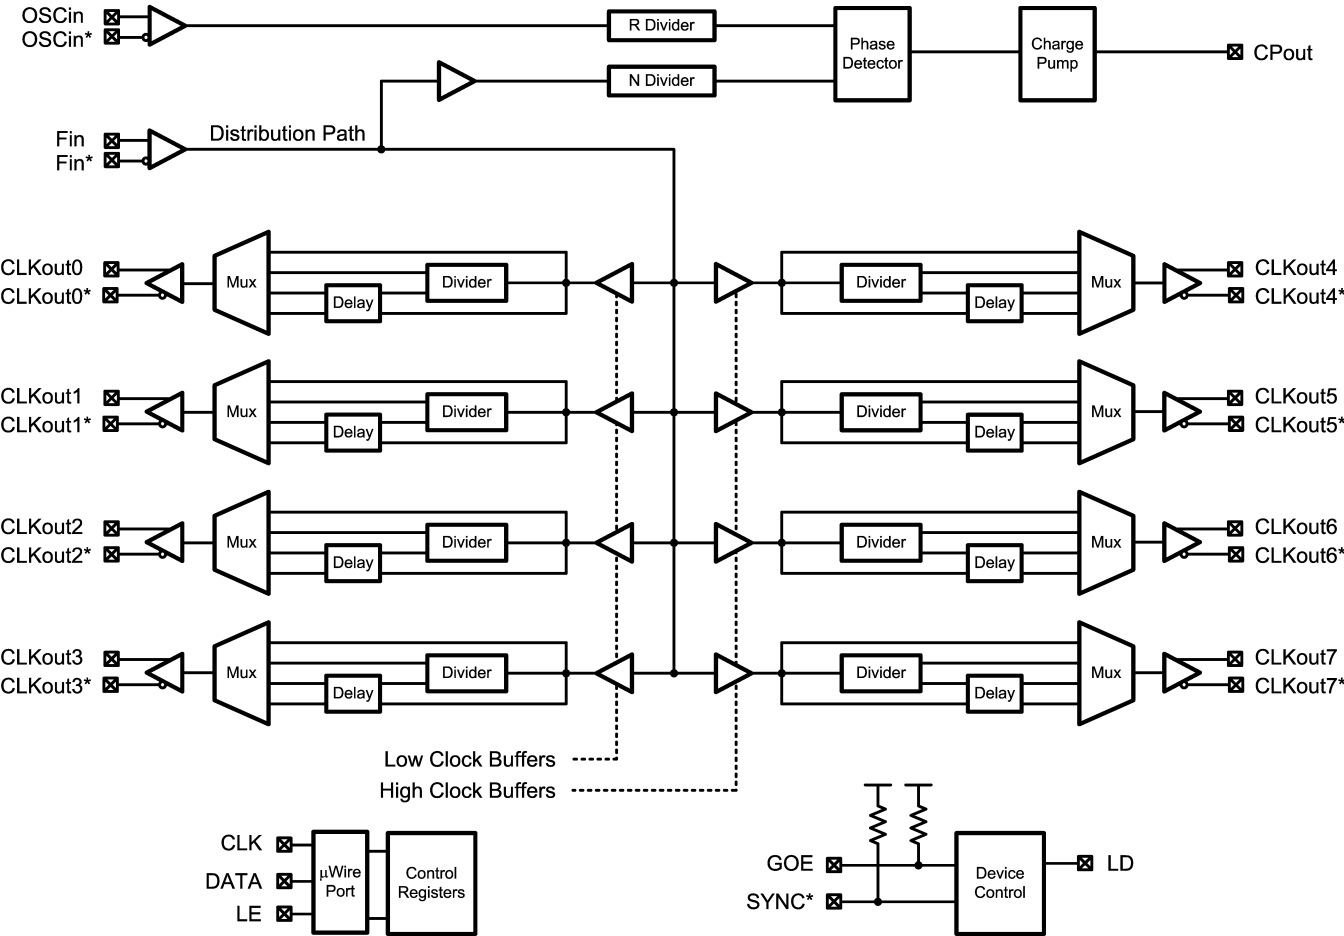 OSCin
OSCin*
R Divider
Phase
Detector
Charge
Pump
CPout
N Divider
Fin
Fin*
Distribution Path
CLKout0
CLKout0*
Mux
Divider
Delay
Divider
Delay
Mux
CLKout4
CLKout4*
CLKout1
CLKout1*
Mux
Divider
Delay
Divider
Delay
Mux
CLKout5
CLKout5*
CLKout2
CLKout2*
Mux
Divider
Delay
Divider
Delay
Mux
CLKout6
CLKout6*
CLKout3
CLKout3*
Mux
Divider
Delay
Divider
Delay
Mux
CLKout7
CLKout7*
Low Clock Buffers
High Clock Buffers
CLK
DATA
LE
μWire
Port
Control
Registers
GOE
SYNC*
Device
Control
LD